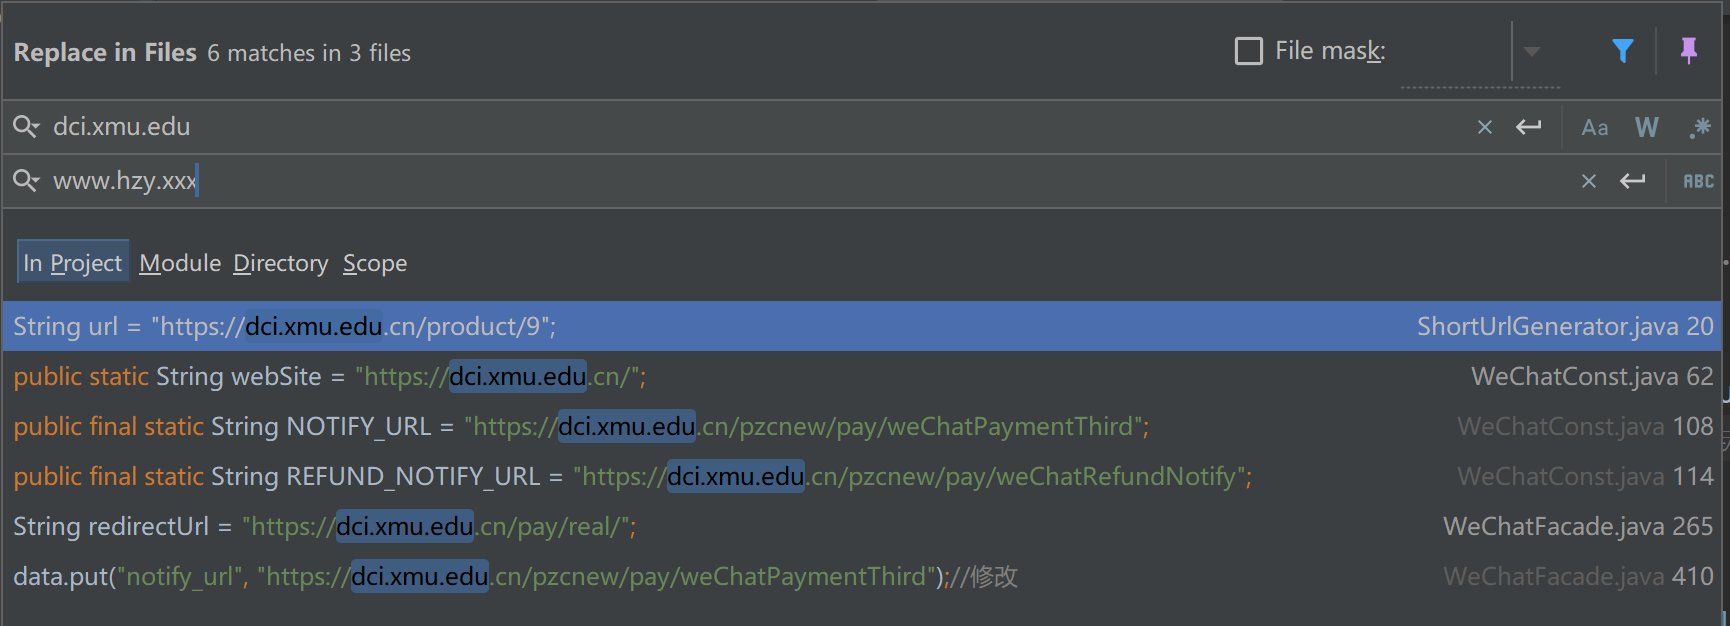 Replace in Files 6 matches in 3 files File mask:
dci.xmu.edu Aa W .*
www.hzy.xxx ABC
In Project Module Directory Scope
String url = "https://dci.xmu.edu.cn/product/9"; ShortUrlGenerator.java 20
public static String webSite = "https://dci.xmu.edu.cn/"; WeChatConst.java 62
public final static String NOTIFY_URL = "https://dci.xmu.edu.cn/pzcnew/pay/weChatPaymentThird"; WeChatConst.java 108
public final static String REFUND_NOTIFY_URL = "https://dci.xmu.edu.cn/pzcnew/pay/weChatRefundNotify"; WeChatConst.java 114
String redirectUrl = "https://dci.xmu.edu.cn/pay/real/"; WeChatFacade.java 265
data.put("notify_url", "https://dci.xmu.edu.cn/pzcnew/pay/weChatPaymentThird");//修改 WeChatFacade.java 410